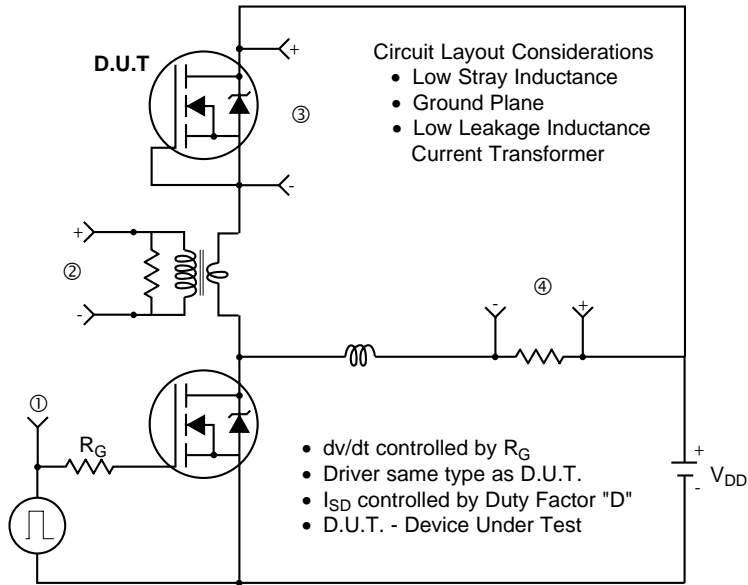 D.U.T
+
③
-
Circuit Layout Considerations
• Low Stray Inductance
• Ground Plane
• Low Leakage Inductance
Current Transformer
+
②
-
④
-
+
①
R_G
• dv/dt controlled by R_G
• Driver same type as D.U.T.
• I_SD controlled by Duty Factor "D"
• D.U.T. - Device Under Test
+
V_DD
-